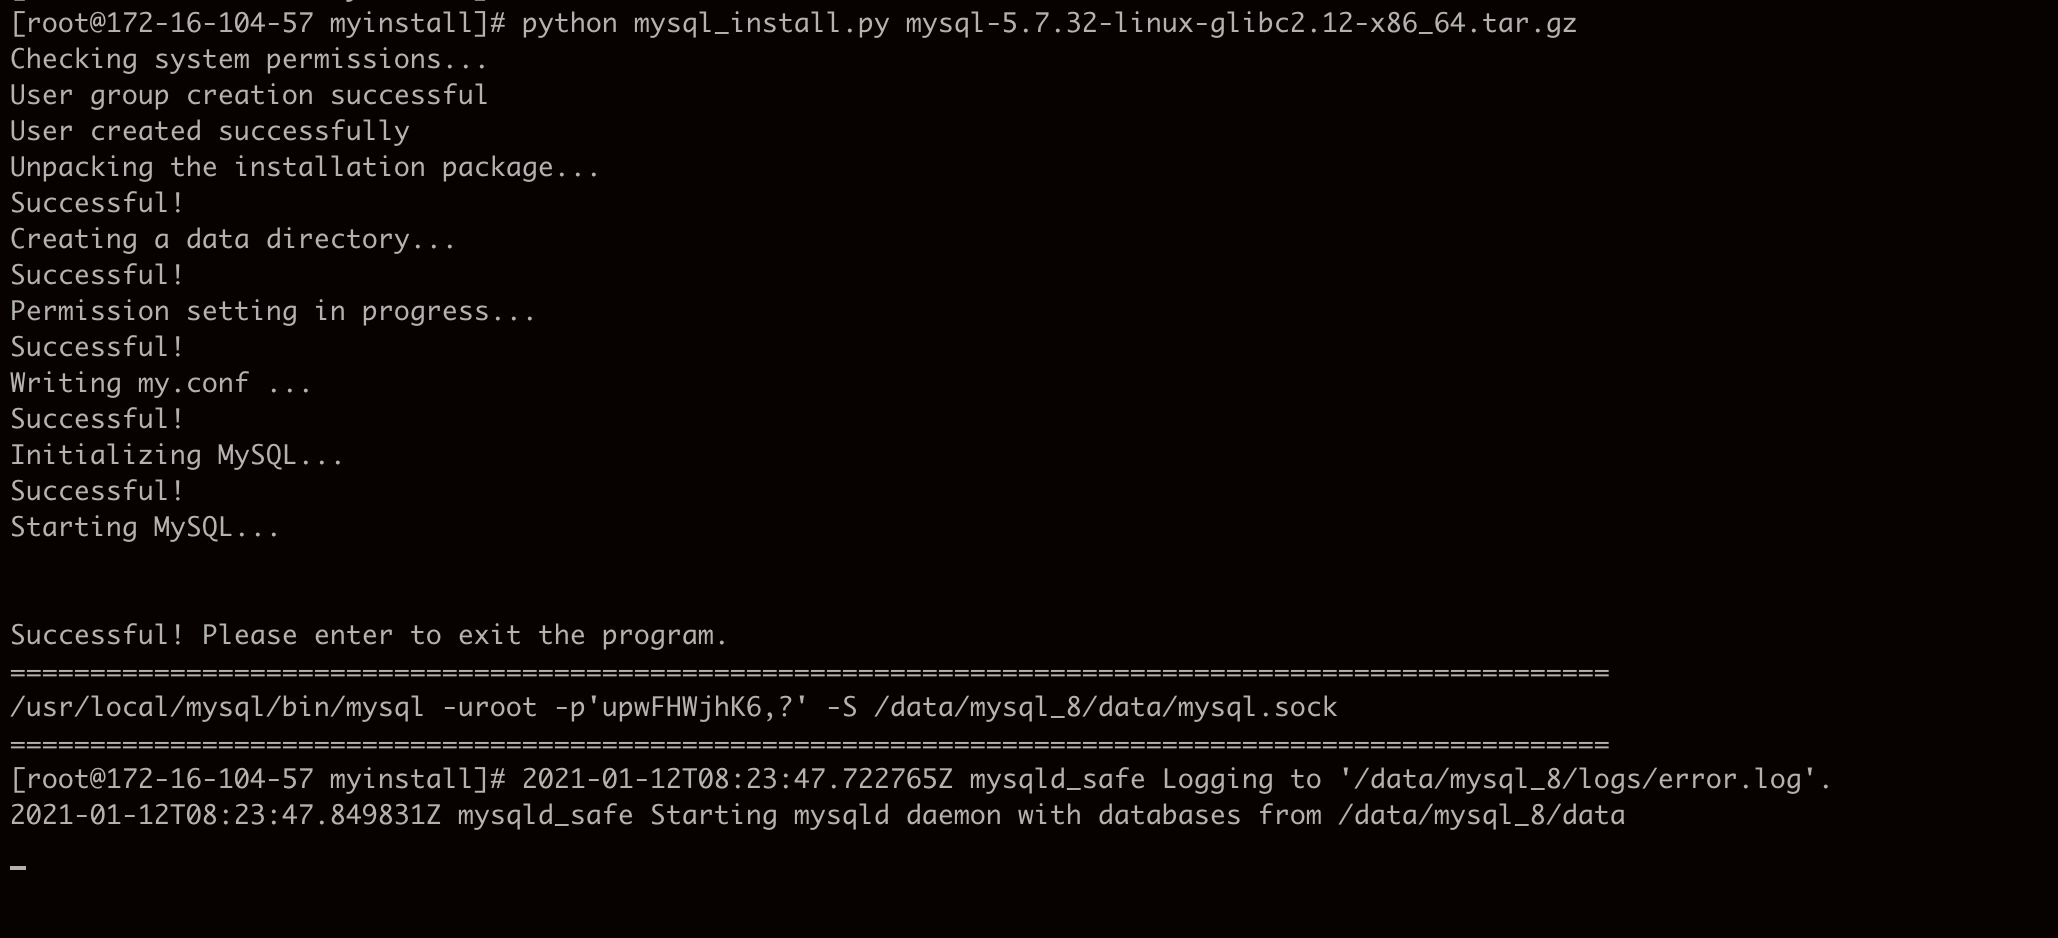 [root@172-16-104-57 myinstall]# python mysql_install.py mysql-5.7.32-linux-glibc2.12-x86_64.tar.gz
Checking system permissions...
User group creation successful
User created successfully
Unpacking the installation package...
Successful!
Creating a data directory...
Successful!
Permission setting in progress...
Successful!
Writing my.conf ...
Successful!
Initializing MySQL...
Successful!
Starting MySQL...
Successful! Please enter to exit the program.
====================================================================================================
/usr/local/mysql/bin/mysql -uroot -p'upwFHWjhK6,?' -S /data/mysql_8/data/mysql.sock
====================================================================================================
[root@172-16-104-57 myinstall]# 2021-01-12T08:23:47.722765Z mysqld_safe Logging to '/data/mysql_8/logs/error.log'.
2021-01-12T08:23:47.849831Z mysqld_safe Starting mysqld daemon with databases from /data/mysql_8/data